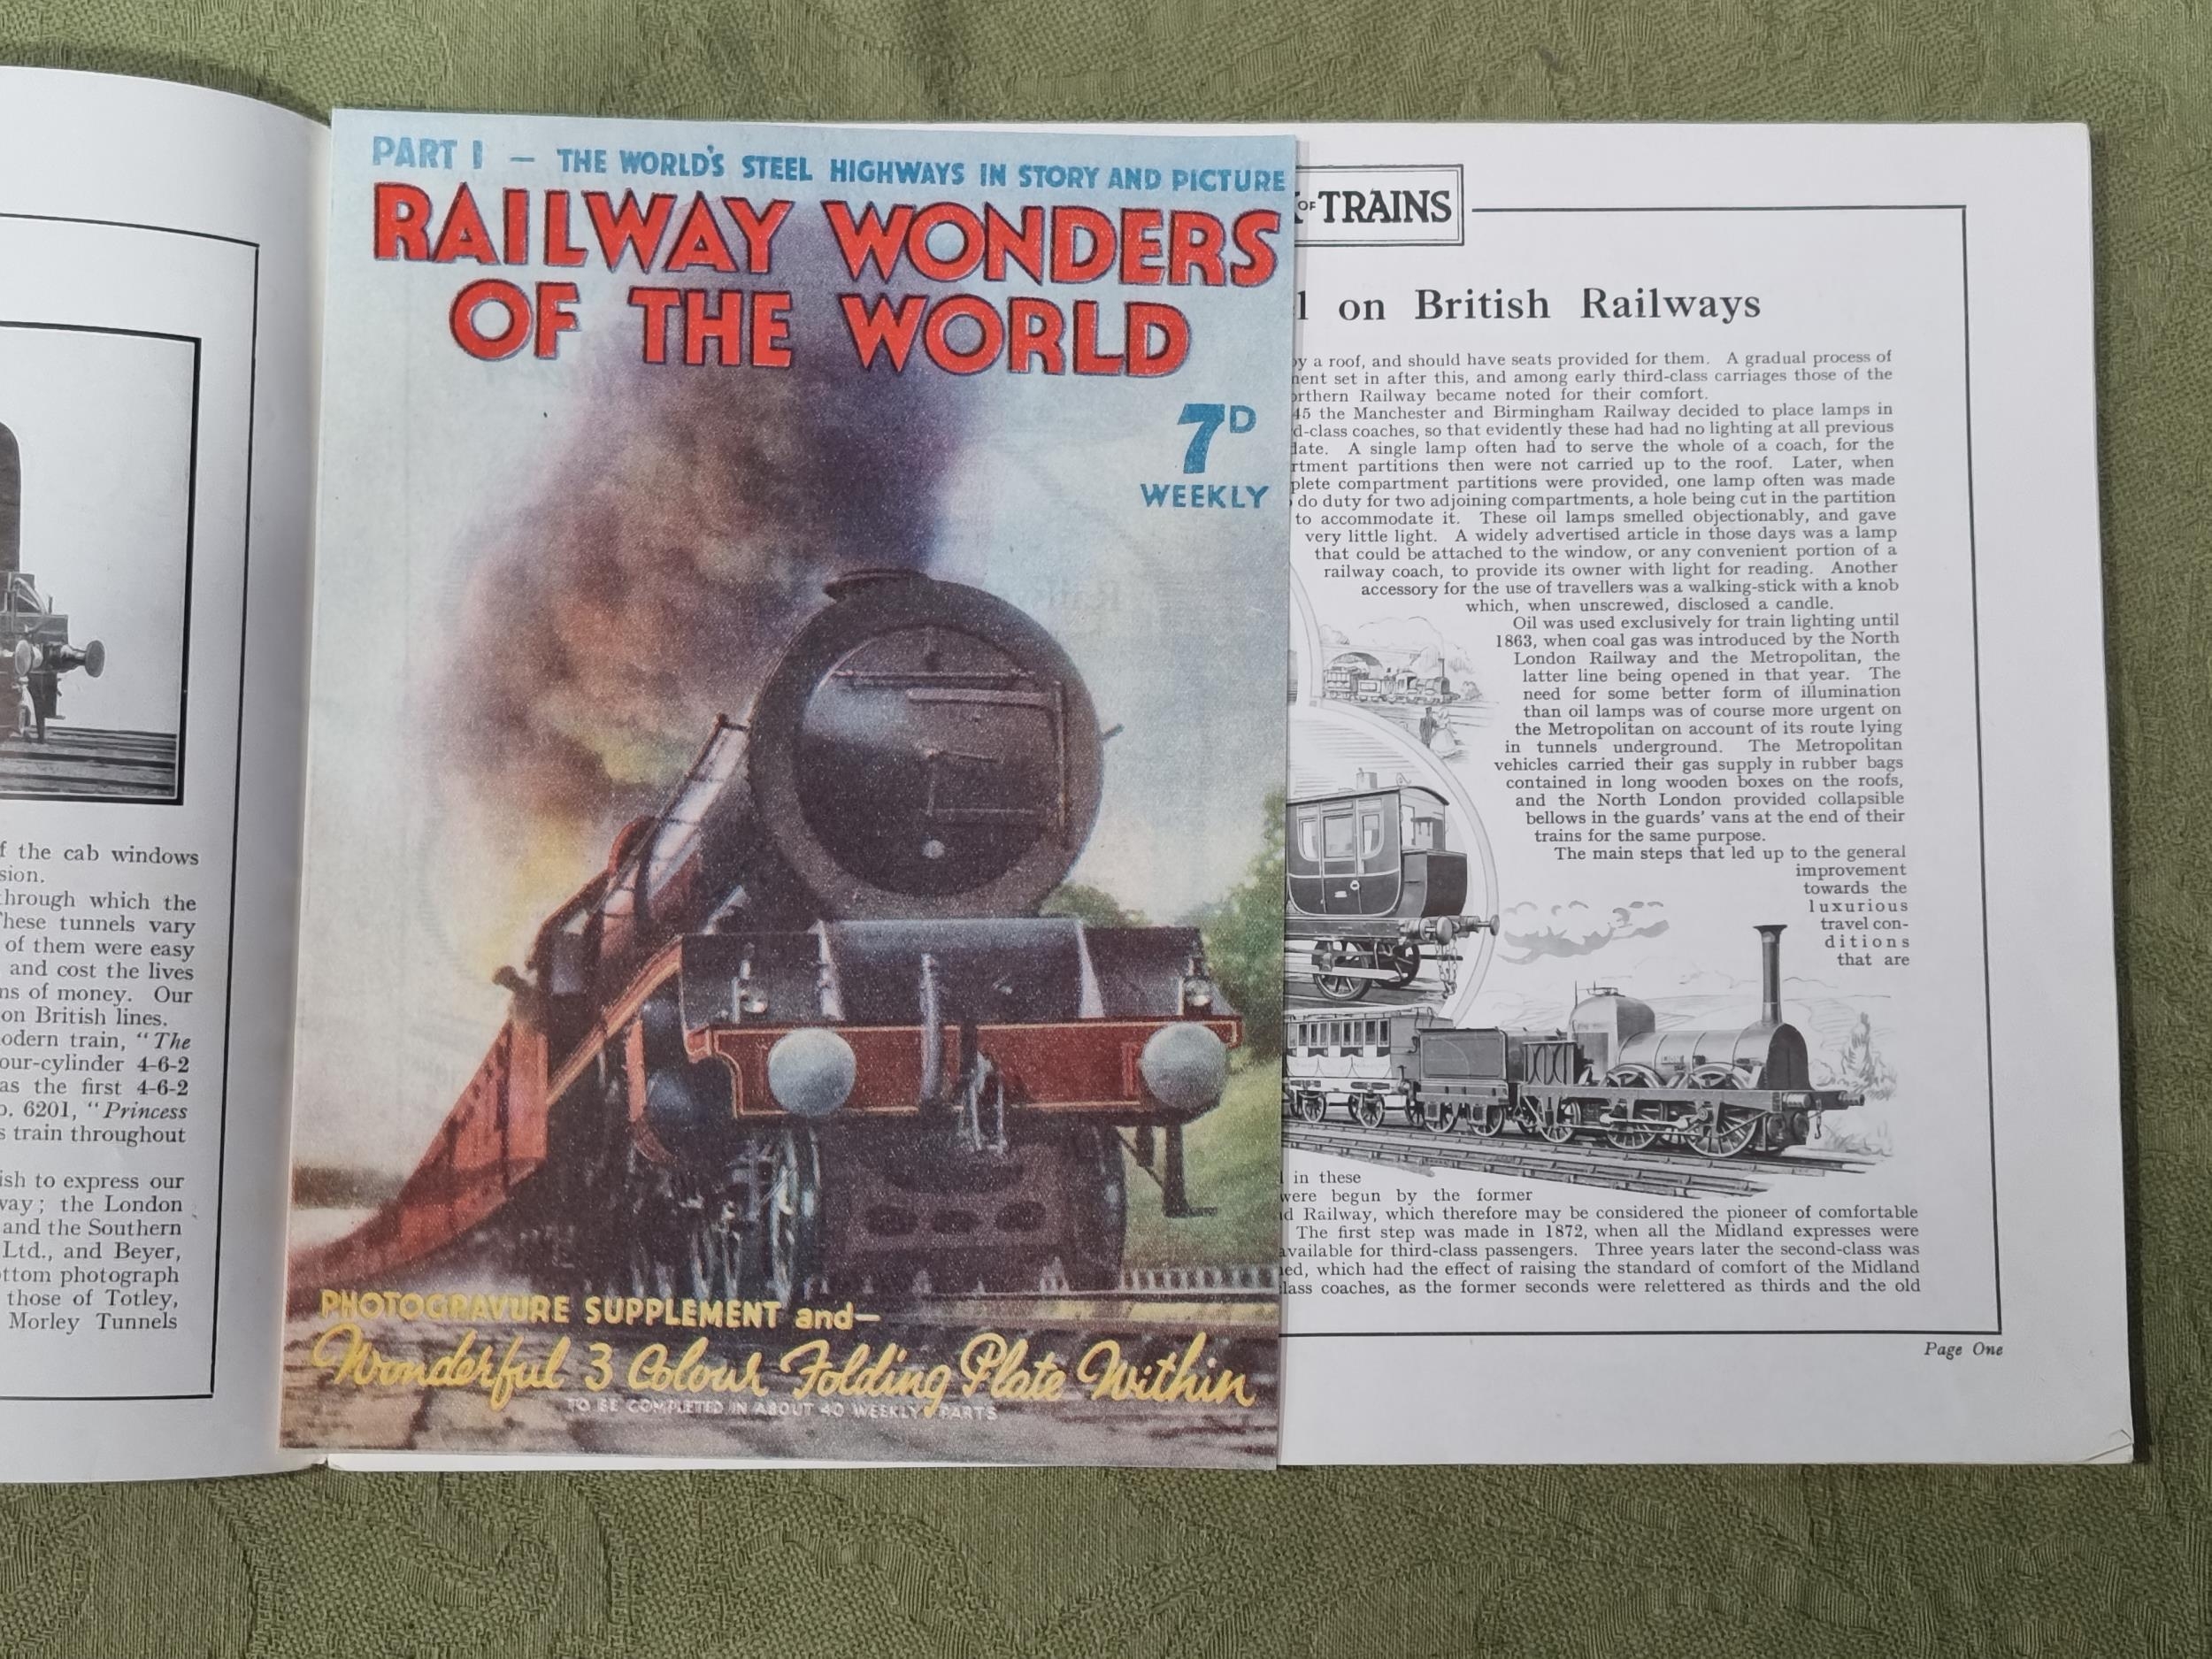 f the cab windows
sion.
through which the
These tunnels vary
of them were easy
and cost the lives
ns of money. Our
on British lines.
odern train, "The
our-cylinder 4-6-2
as the first 4-6-2
o. 6201, "Princess
s train throughout
ish to express our
way; the London
and the Southern
Ltd., and Beyer,
ttom photograph
those of Totley,
Morley Tunnels
PART 1 — THE WORLD'S STEEL HIGHWAYS IN STORY AND PICTURE
RAILWAY WONDERS
OF THE WORLD
7D
WEEKLY
PHOTOGRAVURE SUPPLEMENT and—
Wonderful 3 Colour Folding Plate Within
TO BE COMPLETED IN ABOUT 40 WEEKLY PARTS
OF TRAINS
l on British Railways
by a roof, and should have seats provided for them. A gradual process of
ment set in after this, and among early third-class carriages those of the
orthern Railway became noted for their comfort.
45 the Manchester and Birmingham Railway decided to place lamps in
d-class coaches, so that evidently these had had no lighting at all previous
date. A single lamp often had to serve the whole of a coach, for the
rtment partitions then were not carried up to the roof. Later, when
plete compartment partitions were provided, one lamp often was made
do duty for two adjoining compartments, a hole being cut in the partition
to accommodate it. These oil lamps smelled objectionably, and gave
very little light. A widely advertised article in those days was a lamp
that could be attached to the window, or any convenient portion of a
railway coach, to provide its owner with light for reading. Another
accessory for the use of travellers was a walking-stick with a knob
which, when unscrewed, disclosed a candle.
Oil was used exclusively for train lighting until
1863, when coal gas was introduced by the North
London Railway and the Metropolitan, the
latter line being opened in that year. The
need for some better form of illumination
than oil lamps was of course more urgent on
the Metropolitan on account of its route lying
in tunnels underground. The Metropolitan
vehicles carried their gas supply in rubber bags
contained in long wooden boxes on the roofs,
and the North London provided collapsible
bellows in the guards' vans at the end of their
trains for the same purpose.
The main steps that led up to the general
improvement
towards the
luxurious
travel con-
ditions
that are
in these
were begun by the former
d Railway, which therefore may be considered the pioneer of comfortable
The first step was made in 1872, when all the Midland expresses were
available for third-class passengers. Three years later the second-class was
ed, which had the effect of raising the standard of comfort of the Midland
lass coaches, as the former seconds were relettered as thirds and the old
Page One